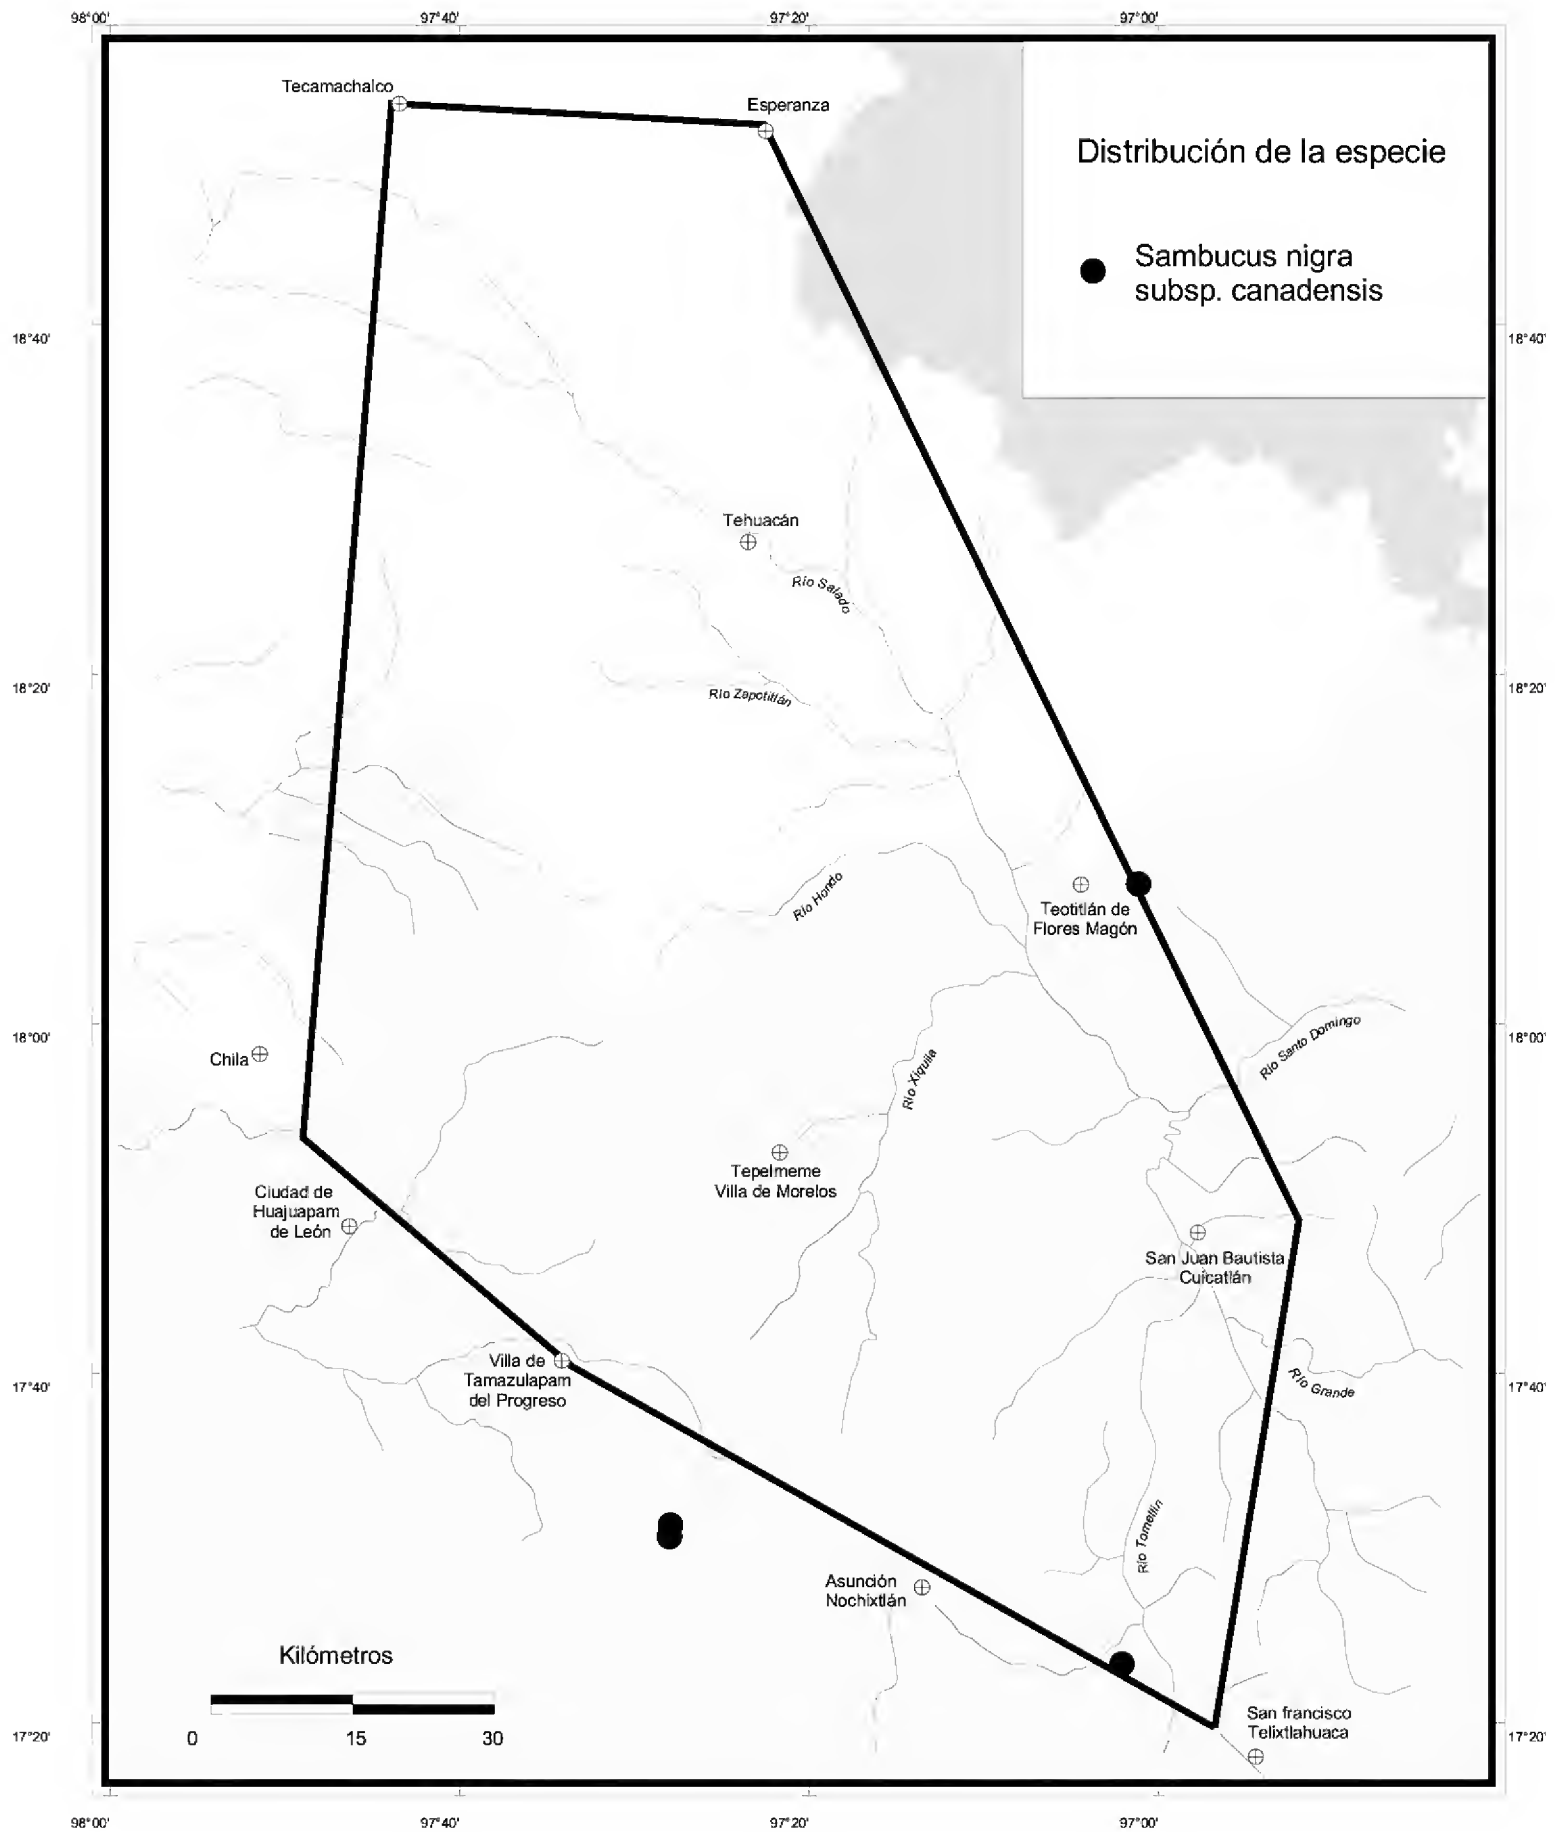 98°00'
97°40'
97°20'
97°00'
Tecamachalco
Esperanza
Distribución de la especie
Sambucus nigra
subsp. canadensis
18°40'
18°40'
Tehuacán
Río Salado
18°20'
18°20'
Río Zapotitlán
Río Hondo
Teotitlán de
Flores Magón
18°00'
18°00'
Río Santo Domingo
Chila
Río Xiquila
Tepelmeme
Villa de Morelos
Ciudad de
Huajuapam
de León
San Juan Bautista
Cuicatlán
Villa de
Tamazulapam
del Progreso
17°40'
17°40'
Río Grande
Río Tomellín
Asunción
Nochixtlán
Kilómetros
0
15
30
San francisco
Telixtlahuaca
17°20'
17°20'
98°00'
97°40'
97°20'
97°00'